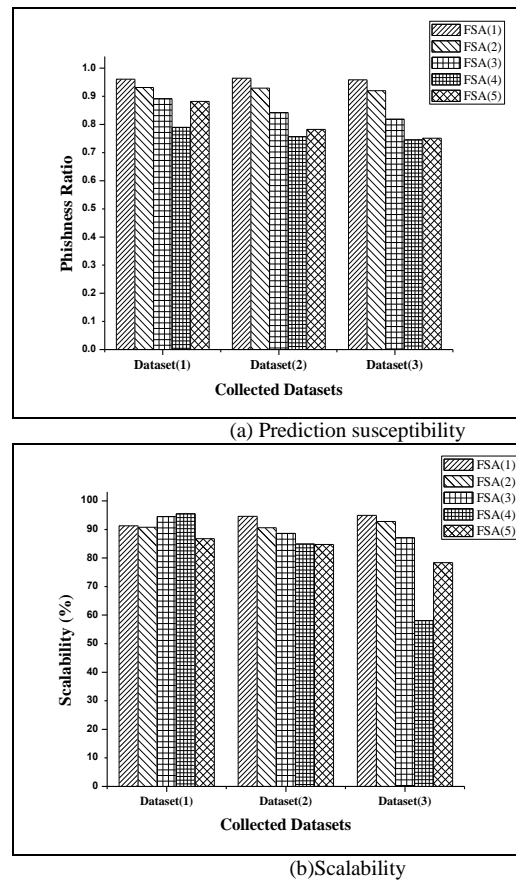 FSA(1)
FSA(2)
FSA(3)
FSA(4)
FSA(5)
1.0
0.9
0.8
0.7
0.6
0.5
0.4
0.3
0.2
0.1
0.0
Phishness Ratio
Dataset(1) Dataset(2) Dataset(3)
Collected Datasets
(a) Prediction susceptibility
FSA(1)
FSA(2)
FSA(3)
FSA(4)
FSA(5)
100
90
80
70
60
50
40
30
20
10
0
Scalability (%)
Dataset(1) Dataset(2) Dataset(3)
Collected Datasets
(b)Scalability